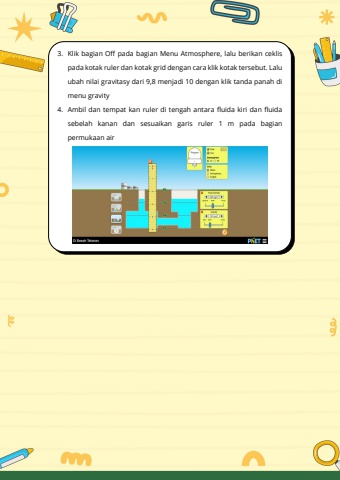 3. Klik bagian Off pada bagian Menu Atmosphere, lalu berikan ceklis
pada kotak ruler dan kotak grid dengan cara klik kotak tersebut. Lalu
ubah nilai gravitasy dari 9,8 menjadi 10 dengan klik tanda panah di
menu gravity
4. Ambil dan tempat kan ruler di tengah antara fluida kiri dan fluida
sebelah kanan dan sesuaikan garis ruler 1 m pada bagian
permukaan air
Di Bawah Tekanan
PhET